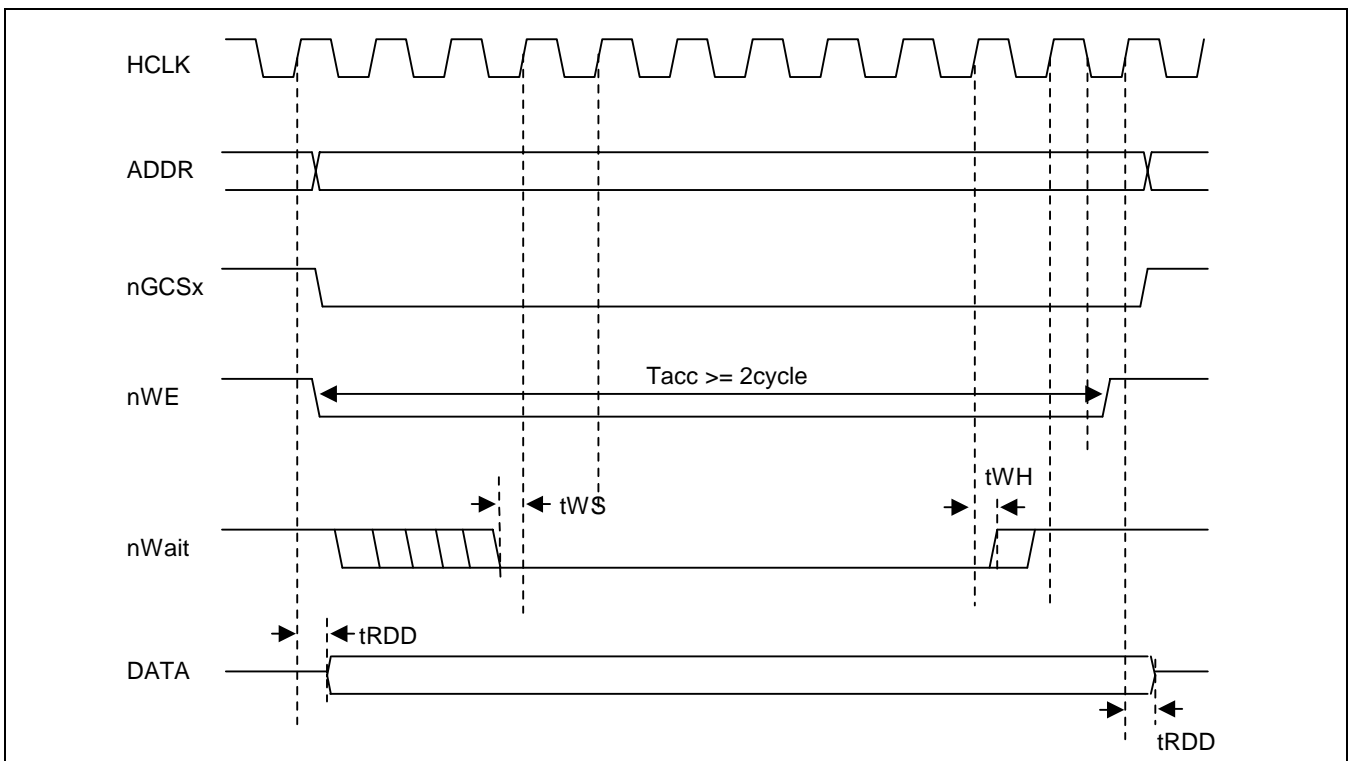 HCLK
ADDR
nGCSx
Tacc >= 2cycle
nWE
tWH
tWS
nWait
tRDD
DATA
tRDD